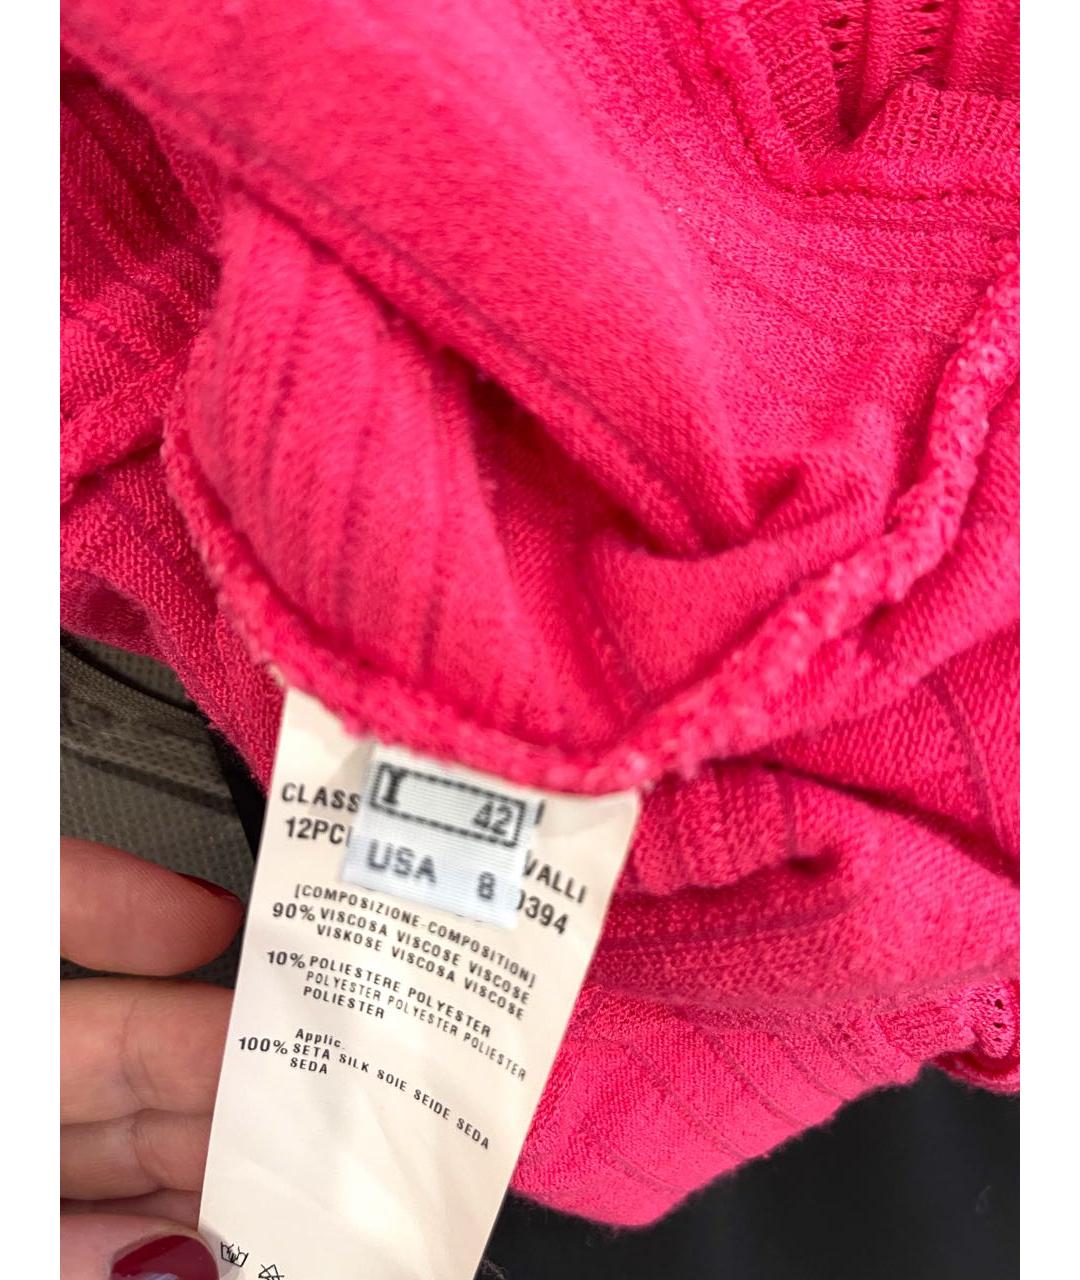 I 42
USA 8
CLASS VALLI
12PC 0394
[COMPOSIZIONE-COMPOSITION]
90% VISCOSA VISCOSE VISCOSE
VISKOSE VISCOSA VISCOSE
10% POLIESTERE POLYESTER
POLYESTER POLYESTER POLIESTER
POLIESTER
Applic.
100% SETA SILK SOIE SEIDE SEDA
SEDA